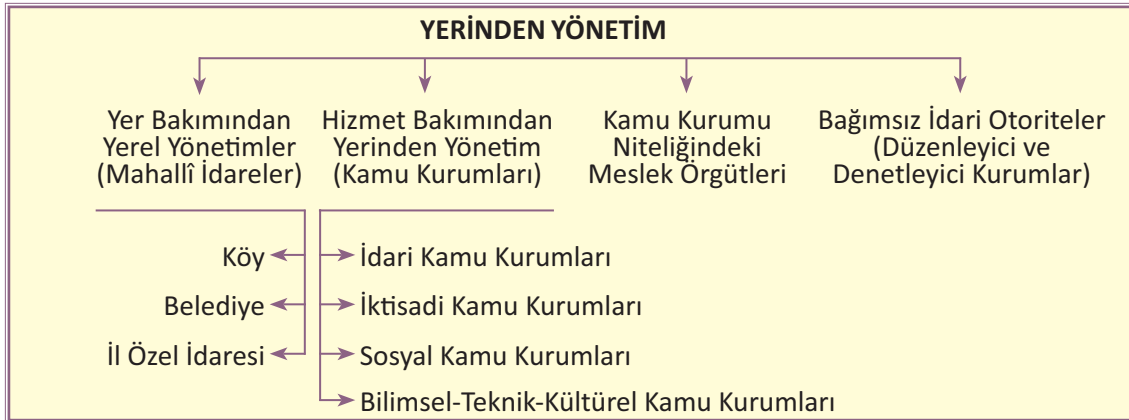 YERİNDEN YÖNETİM
Yer Bakımından
Yerel Yönetimler
(Mahallî İdareler)
Hizmet Bakımından
Yerinden Yönetim
(Kamu Kurumları)
Kamu Kurumu
Niteliğindeki
Meslek Örgütleri
Bağımsız İdari Otoriteler
(Düzenleyici ve
Denetleyici Kurumlar)
Köy
Belediye
İl Özel İdaresi
İdari Kamu Kurumları
İktisadi Kamu Kurumları
Sosyal Kamu Kurumları
Bilimsel-Teknik-Kültürel Kamu Kurumları